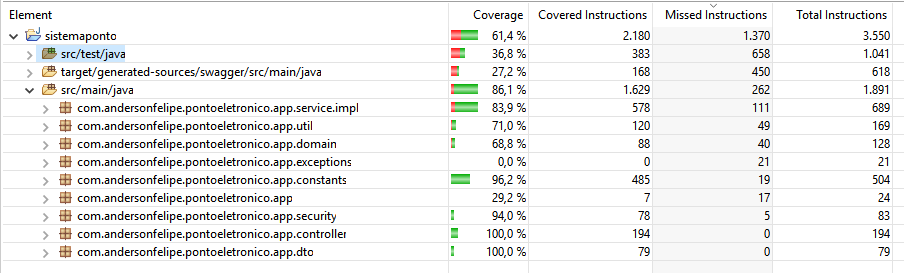 Element Coverage Covered Instructions Missed Instructions Total Instructions
sistemaponto 61,4 % 2.180 1.370 3.550
src/test/java 36,8 % 383 658 1.041
target/generated-sources/swagger/src/main/java 27,2 % 168 450 618
src/main/java 86,1 % 1.629 262 1.891
com.andersonfelipe.pontoeletronico.app.service.impl 83,9 % 578 111 689
com.andersonfelipe.pontoeletronico.app.util 71,0 % 120 49 169
com.andersonfelipe.pontoeletronico.app.domain 68,8 % 88 40 128
com.andersonfelipe.pontoeletronico.app.exceptions 0,0 % 0 21 21
com.andersonfelipe.pontoeletronico.app.constants 96,2 % 485 19 504
com.andersonfelipe.pontoeletronico.app 29,2 % 7 17 24
com.andersonfelipe.pontoeletronico.app.security 94,0 % 78 5 83
com.andersonfelipe.pontoeletronico.app.controller 100,0 % 194 0 194
com.andersonfelipe.pontoeletronico.app.dto 100,0 % 79 0 79